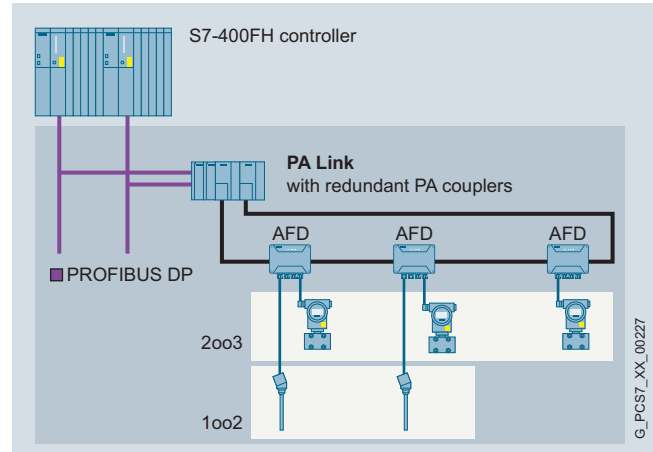 S7-400FH controller
PA Link
with redundant PA couplers
AFD AFD AFD
PROFIBUS DP
2oo3
1oo2
G_PCS7_XX_00227